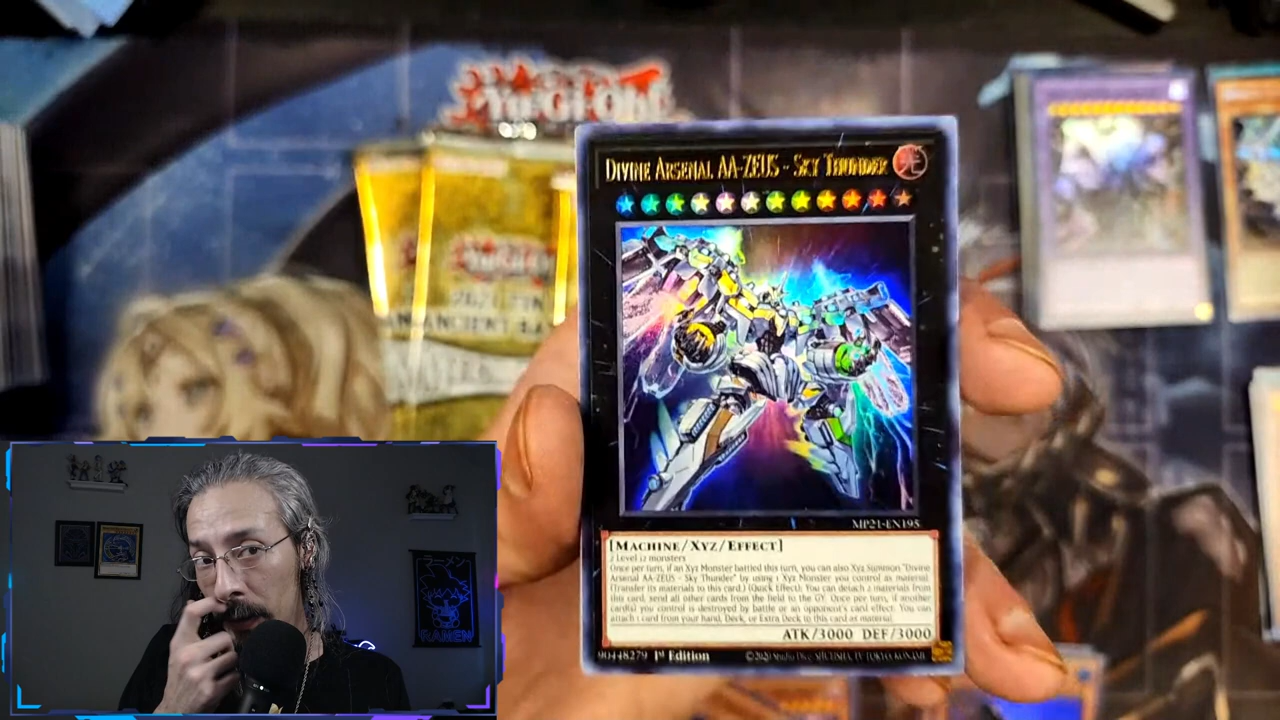 Yu-Gi-Oh!
DIVINE ARSENAL AA-ZEUS - SKY THUNDER
光
MP21-EN195
[MACHINE/XYZ/EFFECT]
2 Level 12 monsters
Once per turn, if an Xyz Monster battled this turn, you can also Xyz Summon "Divine
Arsenal AA-ZEUS - Sky Thunder" by using 1 Xyz Monster you control as material.
(Transfer its materials to this card.) (Quick Effect): You can detach 2 materials from
this card; send all other cards from the field to the GY. Once per turn, if another
card(s) you control is destroyed by battle or an opponent's card effect: You can
attach 1 card from your hand, Deck, or Extra Deck to this card as material.
ATK/3000 DEF/3000
90448279 1st Edition ©2020 Studio Dice/SHUEISHA, TV TOKYO, KONAMI
RAMEN